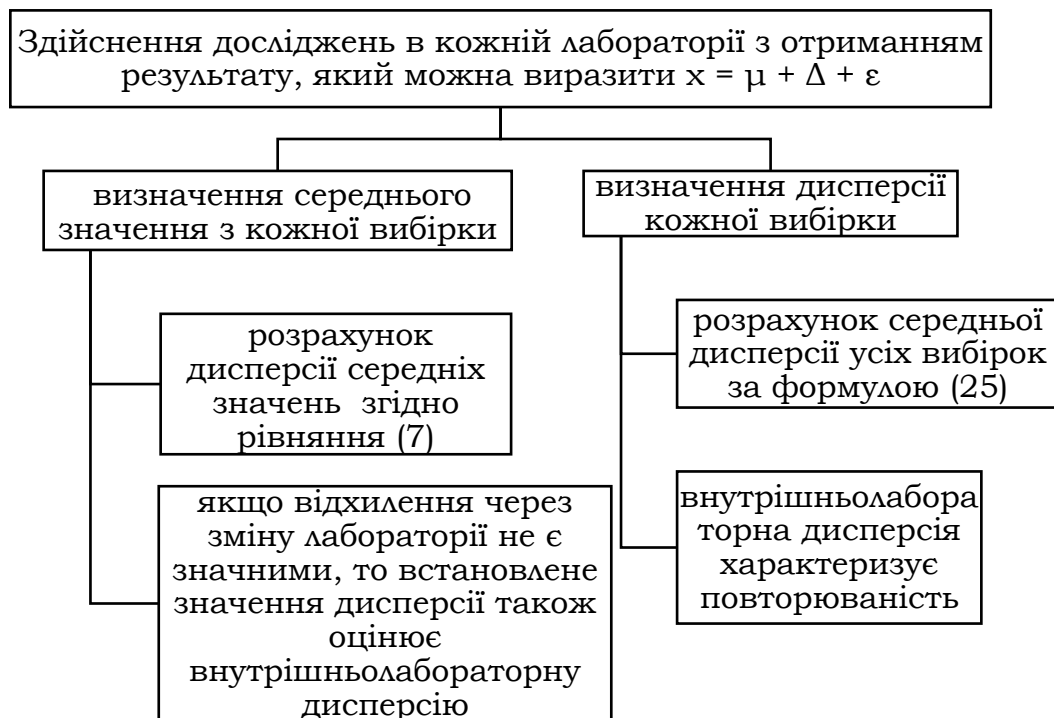 Здійснення досліджень в кожній лабораторії з отриманням
результату, який можна виразити x = μ + Δ + ε
визначення середнього
значення з кожної вибірки
розрахунок
дисперсії середніх
значень згідно
рівняння (7)
якщо відхилення через
зміну лабораторії не є
значними, то встановлене
значення дисперсії також
оцінює
внутрішньолабораторну
дисперсію
визначення дисперсії
кожної вибірки
розрахунок середньої
дисперсії усіх вибірок
за формулою (25)
внутрішньолабора
торна дисперсія
характеризує
повторюваність